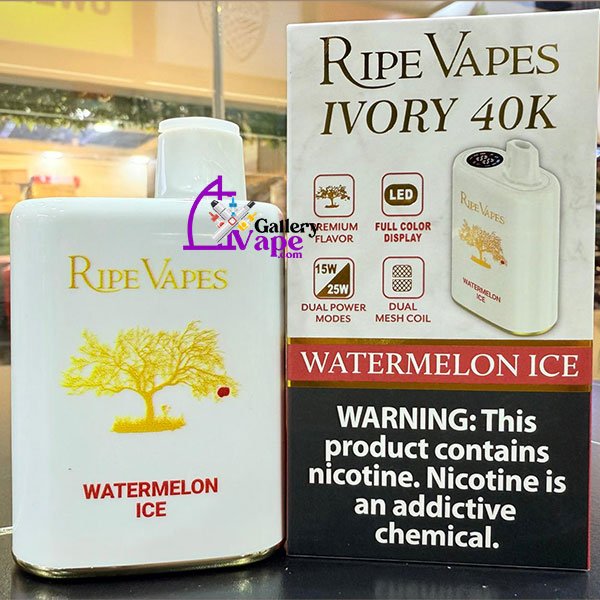 RIPE VAPES
WATERMELON
ICE
Gallery
Vape
.com
RIPE VAPES
IVORY 40K
PREMIUM
FLAVOR
LED
FULL COLOR
DISPLAY
15W
25W
DUAL POWER
MODES
DUAL
MESH COIL
RIPE VAPES
WATERMELON
ICE
WATERMELON ICE
WARNING: This
product contains
nicotine. Nicotine is
an addictive
chemical.